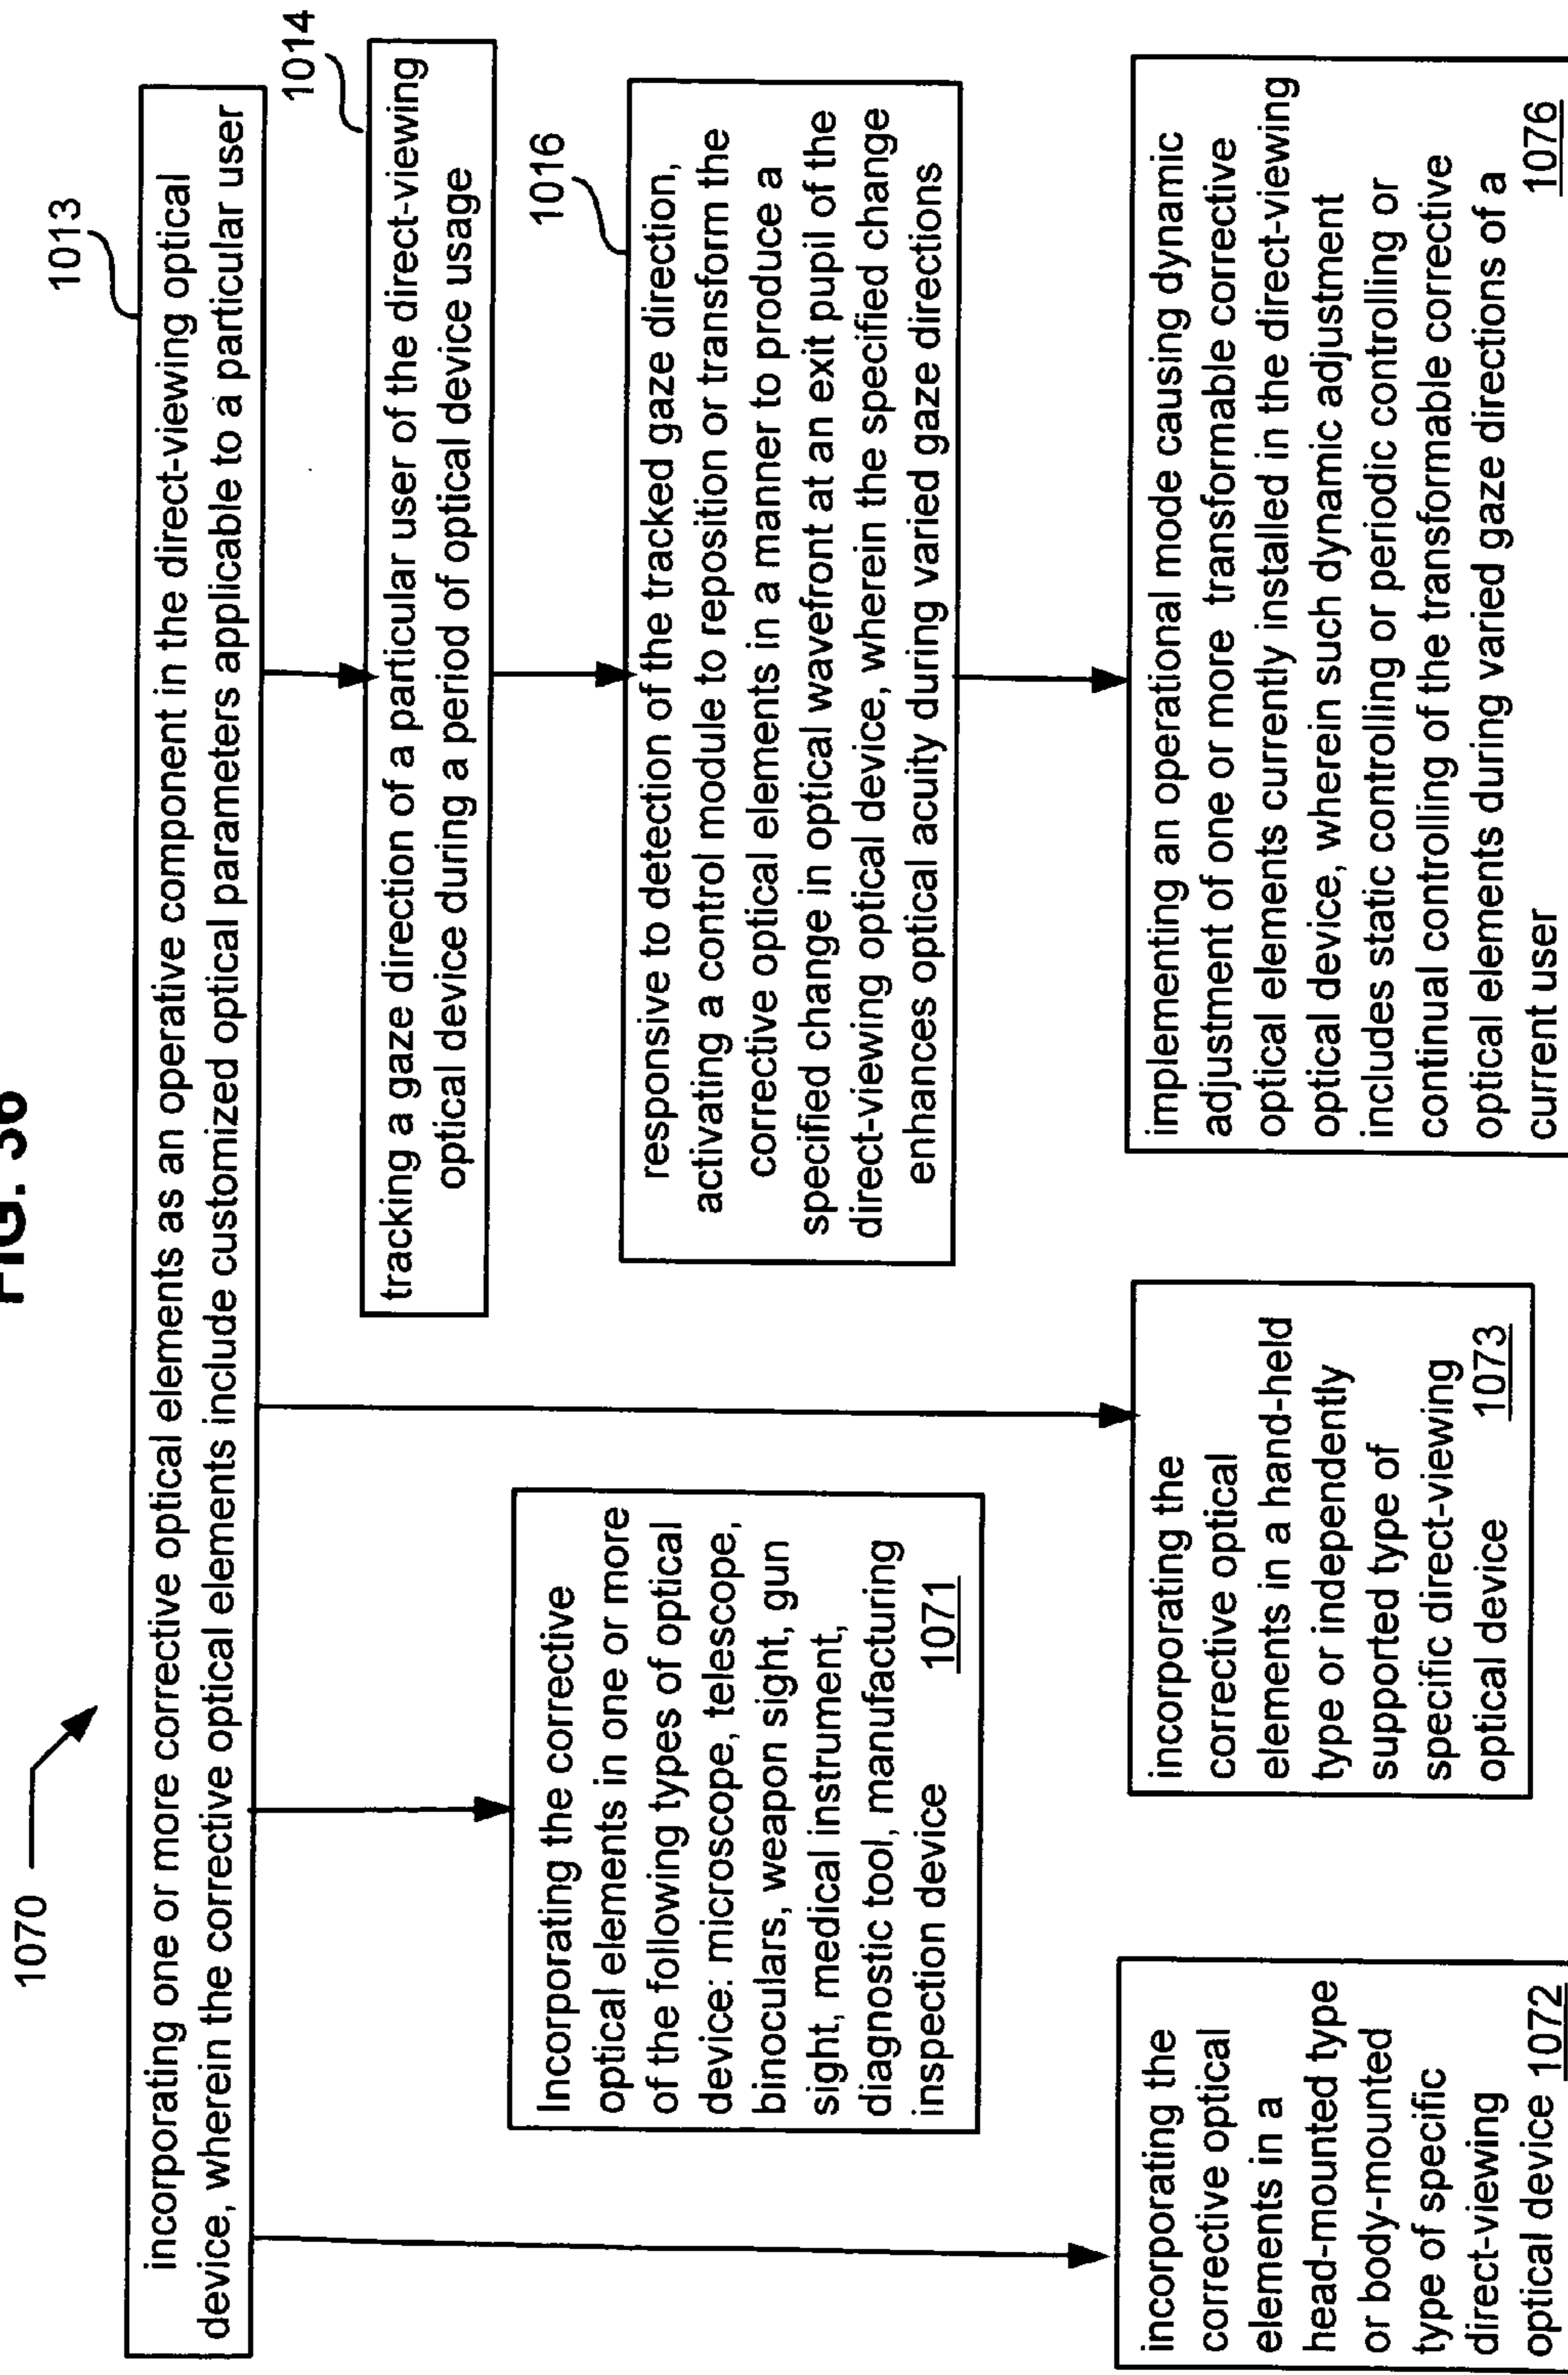 FIG. 36
1070
1013
incorporating one or more corrective optical elements as an operative component in the direct-viewing optical
device, wherein the corrective optical elements include customized optical parameters applicable to a particular user
1014
tracking a gaze direction of a particular user of the direct-viewing
optical device during a period of optical device usage
1016
responsive to detection of the tracked gaze direction,
activating a control module to reposition or transform the
corrective optical elements in a manner to produce a
specified change in optical wavefront at an exit pupil of the
direct-viewing optical device, wherein the specified change
enhances optical acuity during varied gaze directions
Incorporating the corrective
optical elements in one or more
of the following types of optical
device: microscope, telescope,
binoculars, weapon sight, gun
sight, medical instrument,
diagnostic tool, manufacturing
inspection device 1071
incorporating the
corrective optical
elements in a
head-mounted type
or body-mounted
type of specific
direct-viewing
optical device 1072
incorporating the
corrective optical
elements in a hand-held
type or independently
supported type of
specific direct-viewing
optical device 1073
implementing an operational mode causing dynamic
adjustment of one or more transformable corrective
optical elements currently installed in the direct-viewing
optical device, wherein such dynamic adjustment
includes static controlling or periodic controlling or
continual controlling of the transformable corrective
optical elements during varied gaze directions of a
current user 1076